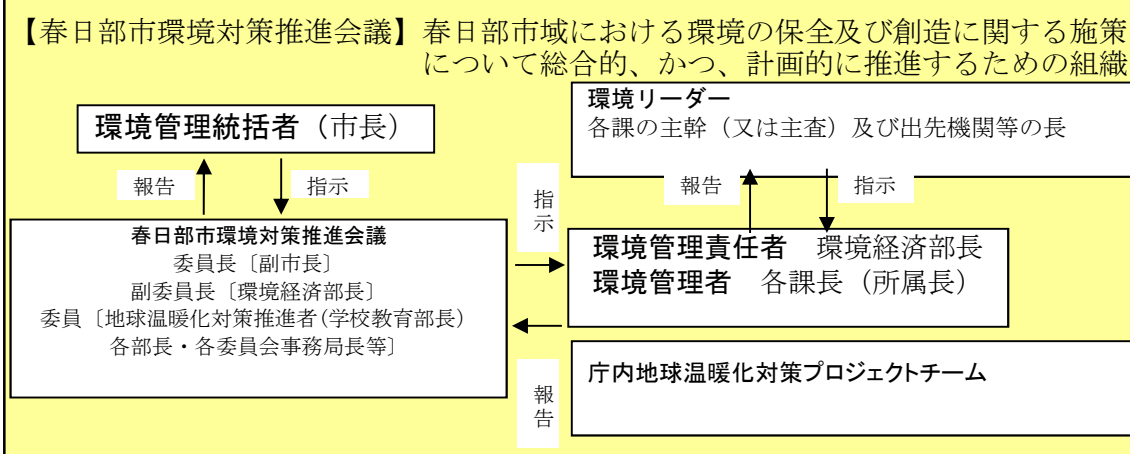 【春日部市環境対策推進会議】春日部市域における環境の保全及び創造に関する施策
について総合的、かつ、計画的に推進するための組織
環境管理統括者（市長）
報告
指示
春日部市環境対策推進会議
委員長〔副市長〕
副委員長〔環境経済部長〕
委員〔地球温暖化対策推進者(学校教育部長)
各部長・各委員会事務局長等〕
指示
報告
環境リーダー
各課の主幹（又は主査）及び出先機関等の長
報告
指示
環境管理責任者　環境経済部長
環境管理者　各課長（所属長）
庁内地球温暖化対策プロジェクトチーム